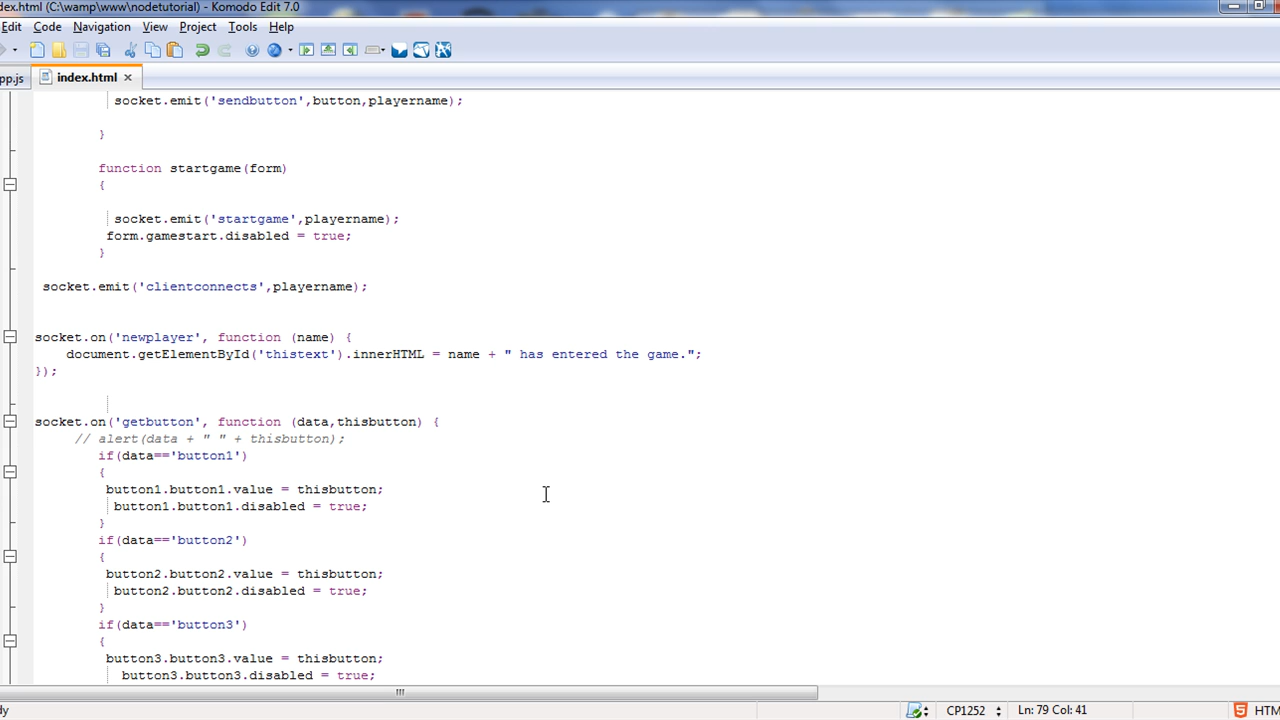 ndex.html (C:\wamp\www\nodetutorial) - Komodo Edit 7.0
Edit Code Navigation View Project Tools Help
pp.js index.html
socket.emit('sendbutton',button,playername);
}
function startgame(form)
{
socket.emit('startgame',playername);
form.gamestart.disabled = true;
}
socket.emit('clientconnects',playername);
socket.on('newplayer', function (name) {
document.getElementById('thistext').innerHTML = name + " has entered the game.";
});
socket.on('getbutton', function (data,thisbutton) {
// alert(data + " " + thisbutton);
if(data=='button1')
{
button1.button1.value = thisbutton;
button1.button1.disabled = true;
}
if(data=='button2')
{
button2.button2.value = thisbutton;
button2.button2.disabled = true;
}
if(data=='button3')
{
button3.button3.value = thisbutton;
button3.button3.disabled = true;
dy CP1252 Ln: 79 Col: 41 HTM